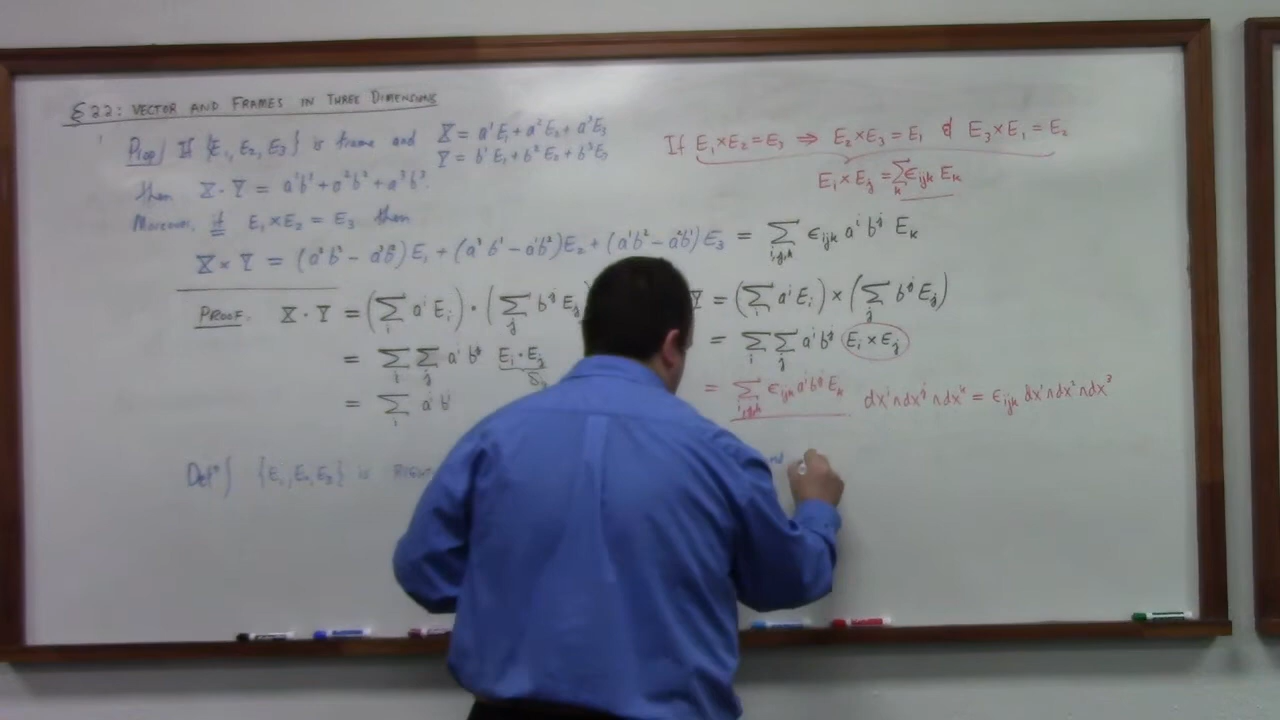 §22: VECTOR AND FRAMES IN THREE DIMENSIONS
Prop) If {E₁, E₂, E₃} is frame and X = a¹E₁ + a²E₂ + a³E₃
Y = b¹E₁ + b²E₂ + b³E₃
then X · Y = a¹b¹ + a²b² + a³b³.
Moreover, if E₁ × E₂ = E₃ then
X × Y = (a²b³ - a³b²)E₁ + (a³b¹ - a¹b³)E₂ + (a¹b² - a²b¹)E₃ = Σ_{i,j,k} ϵ_{ijk} aⁱ bʲ E_k
If E₁×E₂ = E₃ ⇒ E₂×E₃ = E₁ & E₃×E₁ = E₂
E_i × E_j = Σ_k ϵ_{ijk} E_k
PROOF. X · Y = (Σ_i aⁱ E_i) · (Σ_j bʲ E_j
= Σ_i Σ_j aⁱ bʲ E_i · E_j
= Σ_i aⁱ bⁱ
Y = (Σ_i aⁱ E_i) × (Σ_j bʲ E_j)
= Σ_i Σ_j aⁱ bʲ E_i × E_j
= Σ_{i,j,k} ϵ_{ijk} aⁱ bʲ E_k
dxⁱ∧dxʲ∧dxᵏ = ϵ_{ijk} dx¹∧dx²∧dx³
Defⁿ) {E₁, E₂, E₃} is